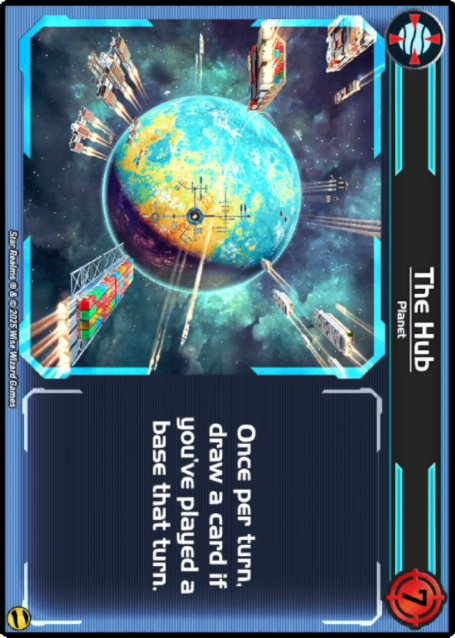 The Hub
Planet
7
Once per turn,
draw a card if
you've played a
base that turn.
Star Realms ® & © 2025 Wise Wizard Games